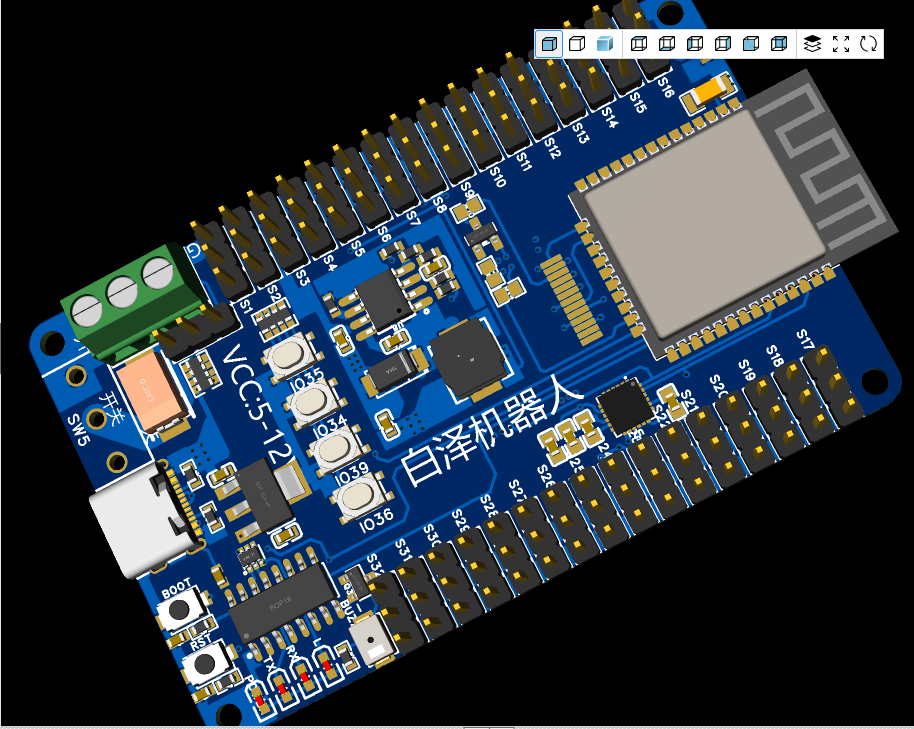 S16
S15
S14
S13
S12
S11
S10
S9
S8
S7
S6
S5
S4
S3
S2
S1
G
VCC:5-12
IO35
IO34
IO39
IO36
白泽机器人
开关
SW5
S17
S18
S19
S20
S21
S22
S26
S27
S28
S29
S30
S31
BOOT
RST
SOP16
BUZ
L
RX
TX